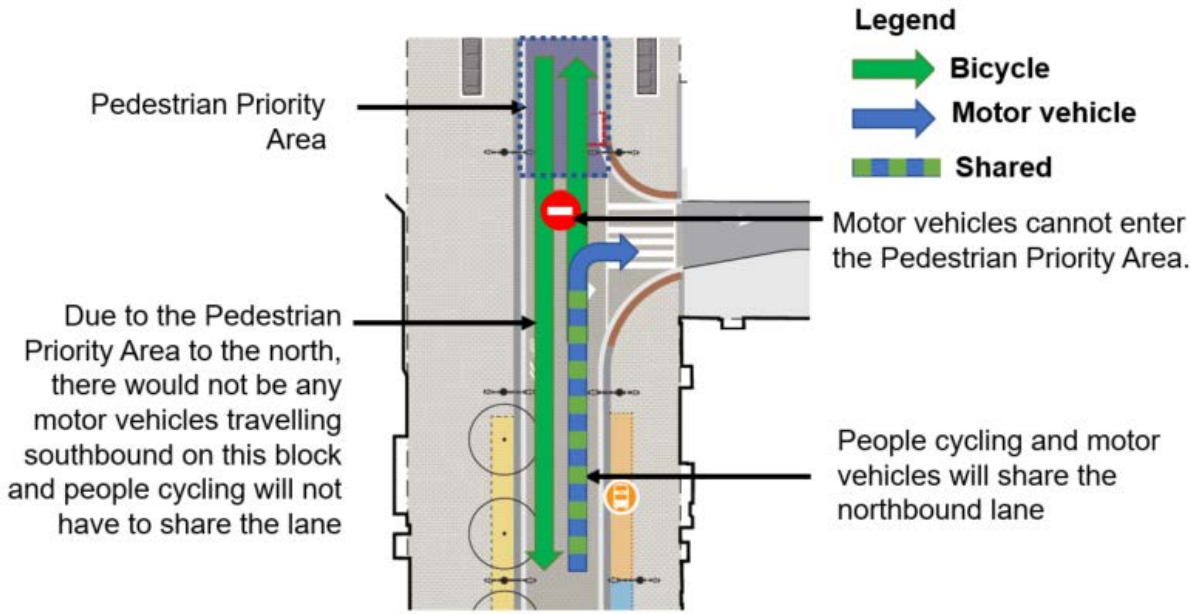 Legend
Bicycle
Motor vehicle
Shared
Pedestrian Priority
Area
Motor vehicles cannot enter
the Pedestrian Priority Area.
Due to the Pedestrian
Priority Area to the north,
there would not be any
motor vehicles travelling
southbound on this block
and people cycling will not
have to share the lane
People cycling and motor
vehicles will share the
northbound lane